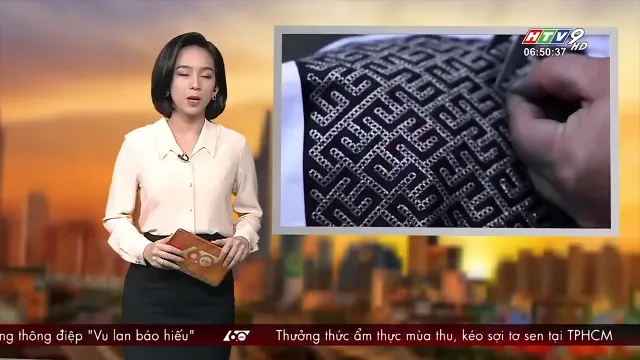 HTV9 HD
06:50:37
ng thông điệp "Vu lan báo hiếu" Thưởng thức ẩm thực mùa thu, kéo sợi tơ sen tại TPHCM